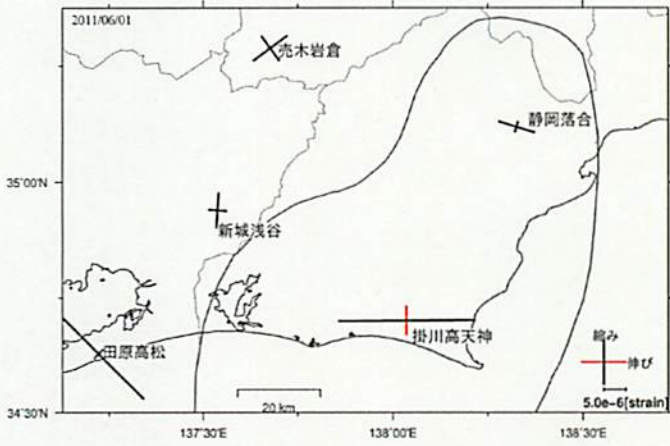 2011/06/01
売木岩倉
静岡落合
35°00'N
新城浅谷
掛川高天神
田原高松
縮み
伸び
5.0e-6[strain]
20 km
34°30'N
137°30'E
138°00'E
138°30'E